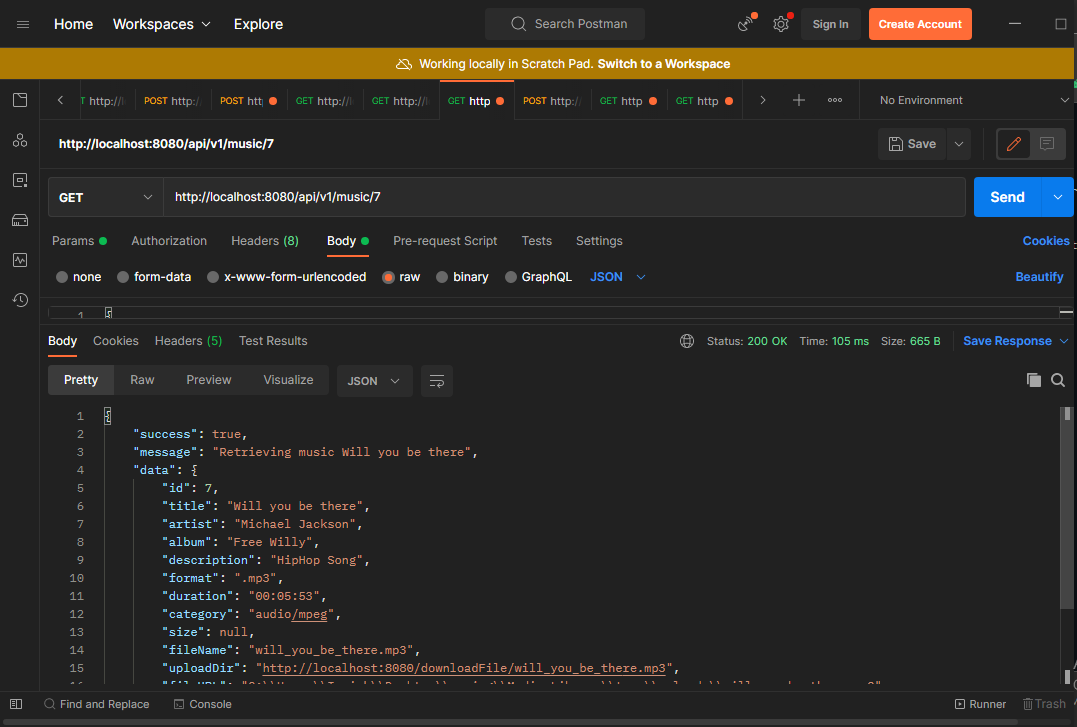 Home Workspaces Explore Search Postman Sign In Create Account
Working locally in Scratch Pad. Switch to a Workspace
http:// POST http:/ POST htt GET http:// GET http:// GET http POST http:/ GET http GET http No Environment
http://localhost:8080/api/v1/music/7 Save
GET http://localhost:8080/api/v1/music/7 Send
Params Authorization Headers (8) Body Pre-request Script Tests Settings Cookies
none form-data x-www-form-urlencoded raw binary GraphQL JSON Beautify
1 {
Body Cookies Headers (5) Test Results Status: 200 OK Time: 105 ms Size: 665 B Save Response
Pretty Raw Preview Visualize JSON
1 {
2 "success": true,
3 "message": "Retrieving music Will you be there",
4 "data": {
5 "id": 7,
6 "title": "Will you be there",
7 "artist": "Michael Jackson",
8 "album": "Free Willy",
9 "description": "HipHop Song",
10 "format": ".mp3",
11 "duration": "00:05:53",
12 "category": "audio/mpeg",
13 "size": null,
14 "fileName": "will_you_be_there.mp3",
15 "uploadDir": "http://localhost:8080/downloadFile/will_you_be_there.mp3",
Find and Replace Console Runner Trash